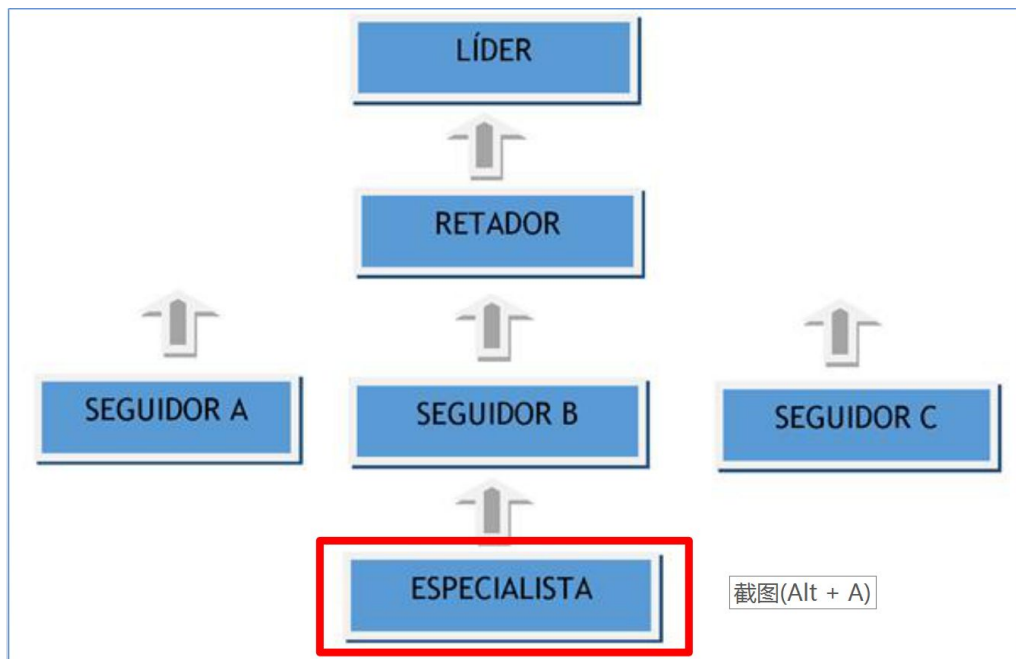 LÍDER
RETADOR
SEGUIDOR A
SEGUIDOR B
SEGUIDOR C
ESPECIALISTA
截图(Alt + A)